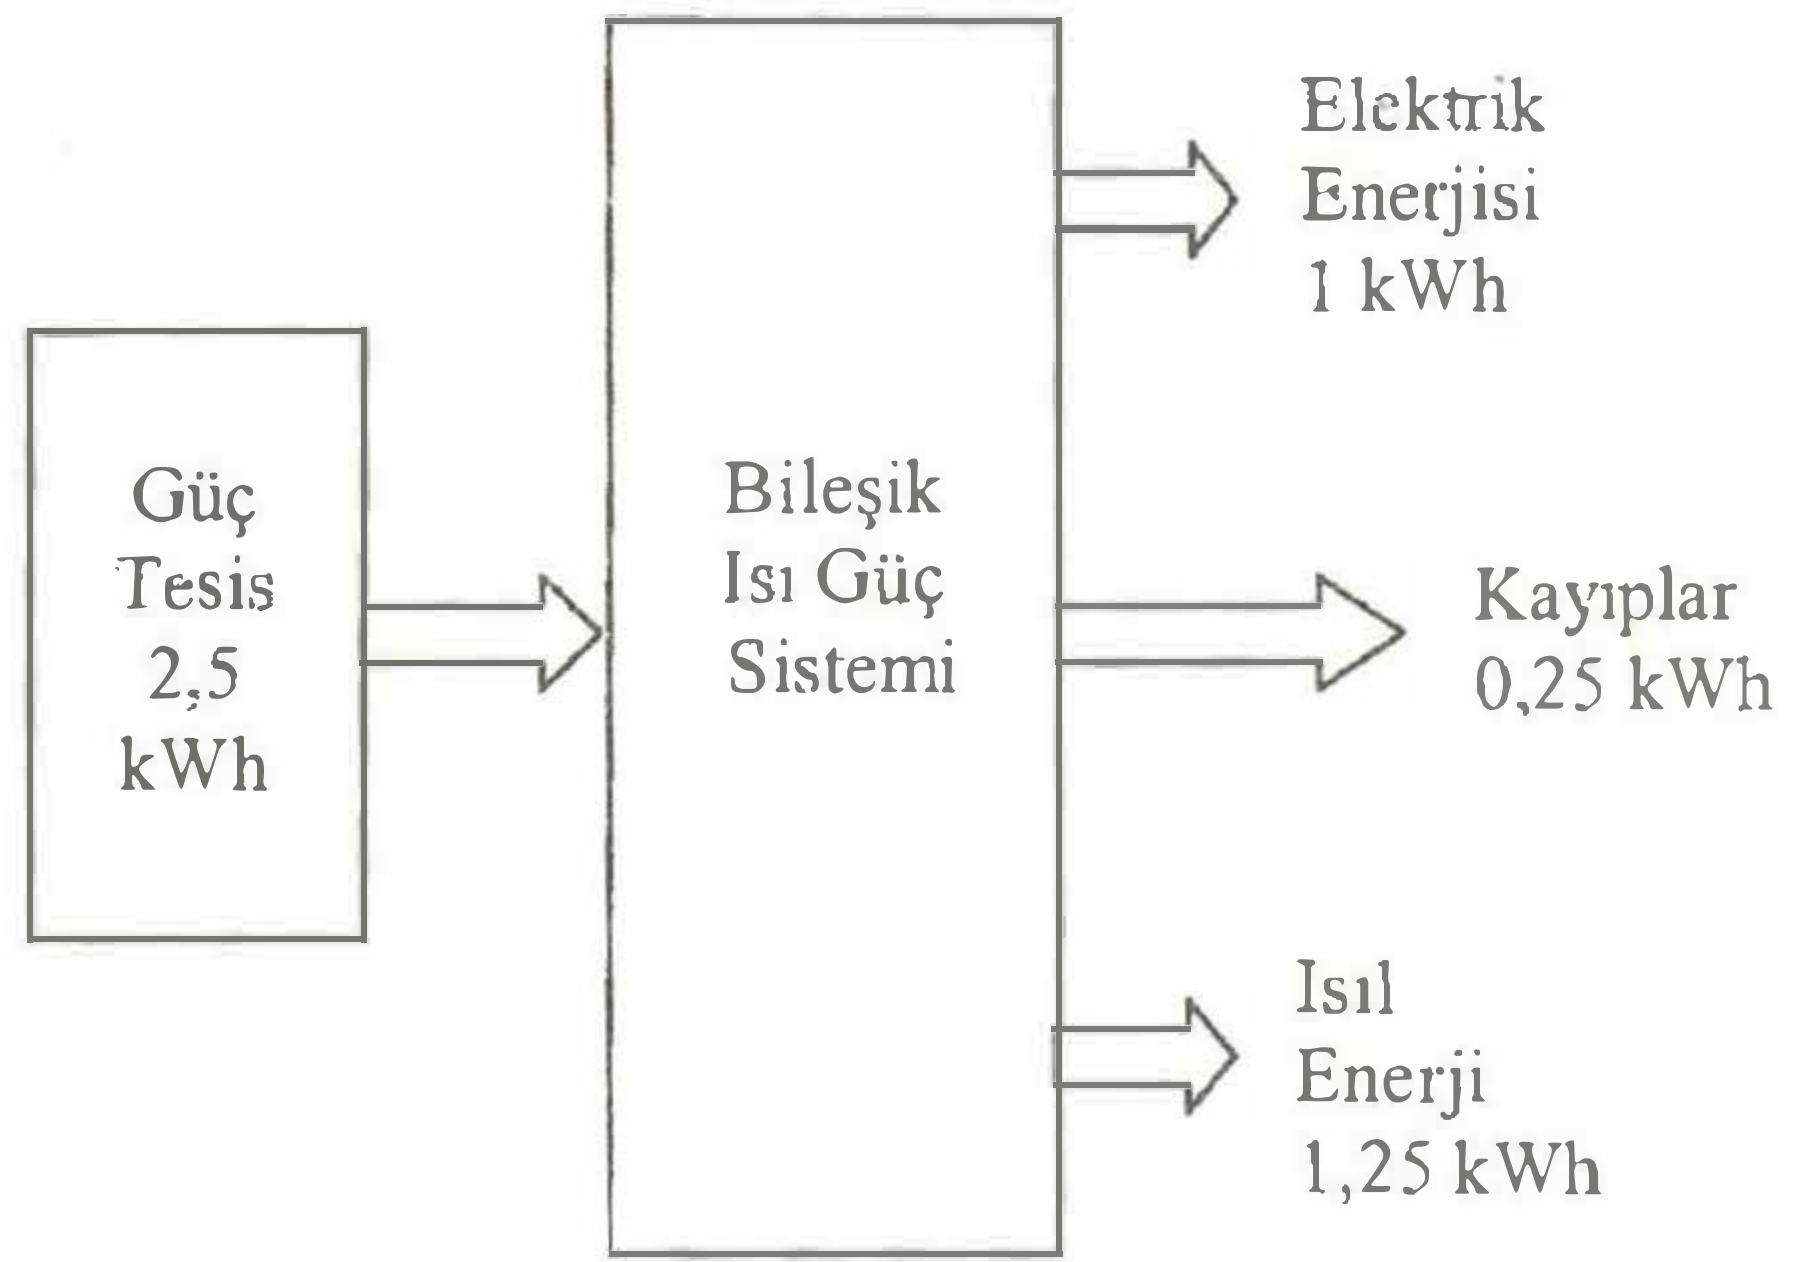 Güç
Tesis
2,5
kWh
Bileşik
Isı Güç
Sistemi
Elektrik
Enerjisi
1 kWh
Kayıplar
0,25 kWh
Isıl
Enerji
1,25 kWh